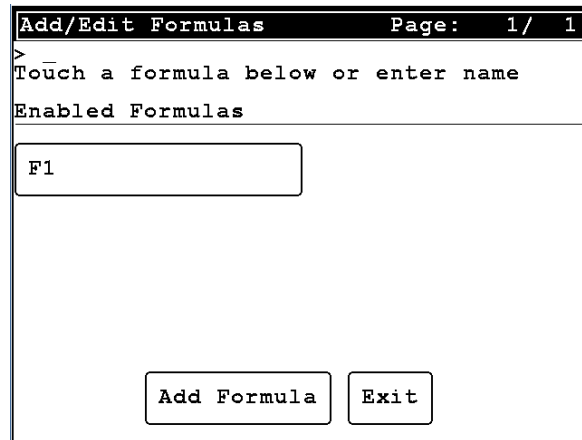 Add/Edit Formulas Page: 1/ 1
> _
Touch a formula below or enter name
Enabled Formulas
F1
Add Formula Exit